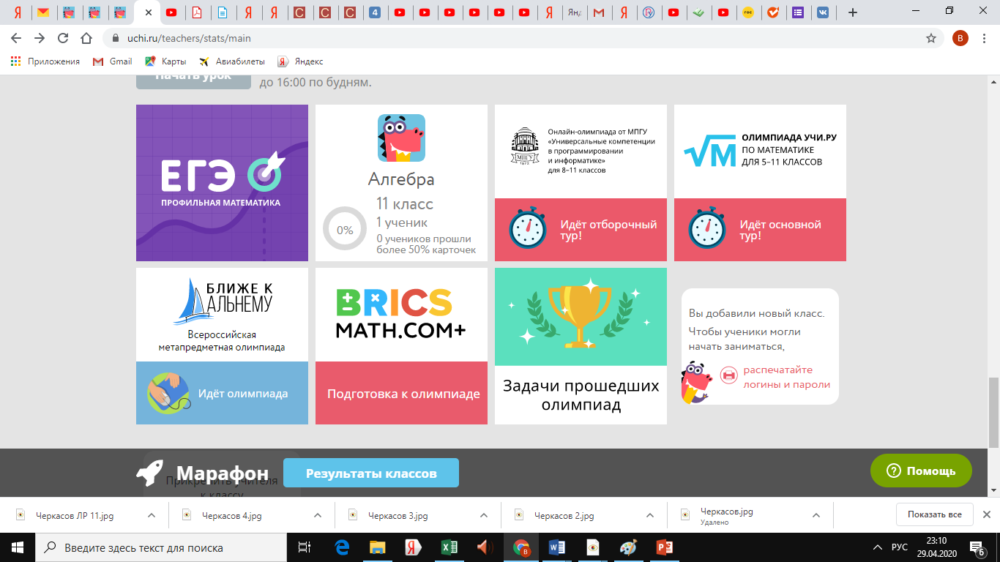 Янд
4
uchi.ru/teachers/stats/main
B
Приложения
Gmail
Карты
Авиабилеты
Яндекс
Начать урок
до 16:00 по будням.
ЕГЭ
ПРОФИЛЬНАЯ МАТЕМАТИКА
Алгебра
11 класс
1 ученик
0%
0 учеников прошли
более 50% карточек
МПГУ
1872
Онлайн-олимпиада от МПГУ
«Универсальные компетенции
в программировании
и информатике»
для 8–11 классов
Идёт отборочный
тур!
√M
ОЛИМПИАДА УЧИ.РУ
ПО МАТЕМАТИКЕ
ДЛЯ 5–11 КЛАССОВ
Идёт основной
тур!
БЛИЖЕ К
АЛЬНЕМУ
Всероссийская
метапредметная олимпиада
Идёт олимпиада
BRICS
MATH.COM+
Подготовка к олимпиаде
Задачи прошедших
олимпиад
Вы добавили новый класс.
Чтобы ученики могли
начать заниматься,
распечатайте
логины и пароли
Марафон
Результаты классов
Прикрепить учителя
к классу
Помощь
Черкасов ЛР 11.jpg
Черкасов 4.jpg
Черкасов 3.jpg
Черкасов 2.jpg
Черкасов.jpg
Удалено
Показать все
Введите здесь текст для поиска
РУС
23:10
29.04.2020
6